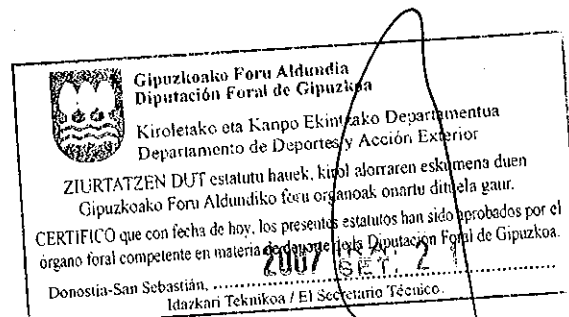 Gipuzkoako Foru Aldundia
Diputación Foral de Gipuzkoa
Kiroletako eta Kanpo Ekintzako Departamentua
Departamento de Deportes y Acción Exterior
ZIURTATZEN DUT estatutu hauek, kirol alorraren eskumena duen
Gipuzkoako Foru Aldundiko foru organoak onartu dituela gaur.
CERTIFICO que con fecha de hoy, los presentes estatutos han sido aprobados por el
órgano foral competente en materia de deporte de la Diputación Foral de Gipuzkoa.
2007 SET. 2
Donostia-San Sebastián, ..........
Idazkari Teknikoa / El Secretario Técnico.